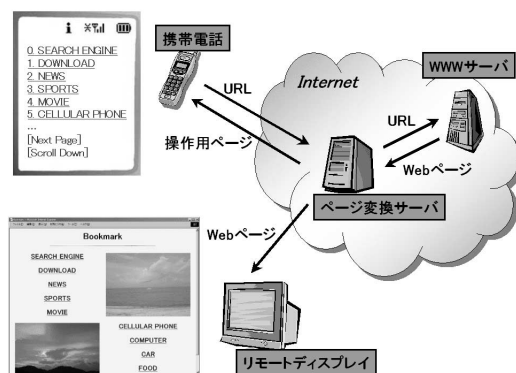 0. SEARCH ENGINE
1. DOWNLOAD
2. NEWS
3. SPORTS
4. MOVIE
5. CELLULAR PHONE
...
[Next Page]
[Scroll Down]
携帯電話
URL
操作用ページ
Internet
WWWサーバ
URL
Webページ
ページ変換サーバ
Webページ
リモートディスプレイ
Bookmark
SEARCH ENGINE
DOWNLOAD
NEWS
SPORTS
MOVIE
CELLULAR PHONE
COMPUTER
CAR
FOOD